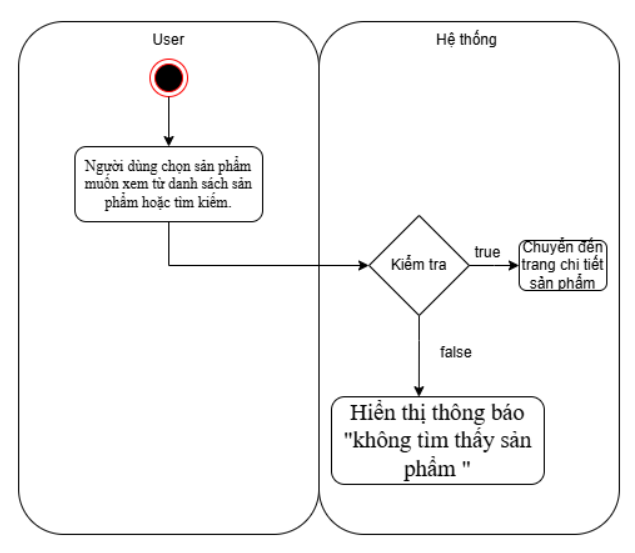 User
Hệ thống
Người dùng chọn sản phẩm
muốn xem từ danh sách sản
phẩm hoặc tìm kiếm.
Kiểm tra
true
Chuyển đến
trang chi tiết
sản phẩm
false
Hiển thị thông báo
"không tìm thấy sản
phẩm "